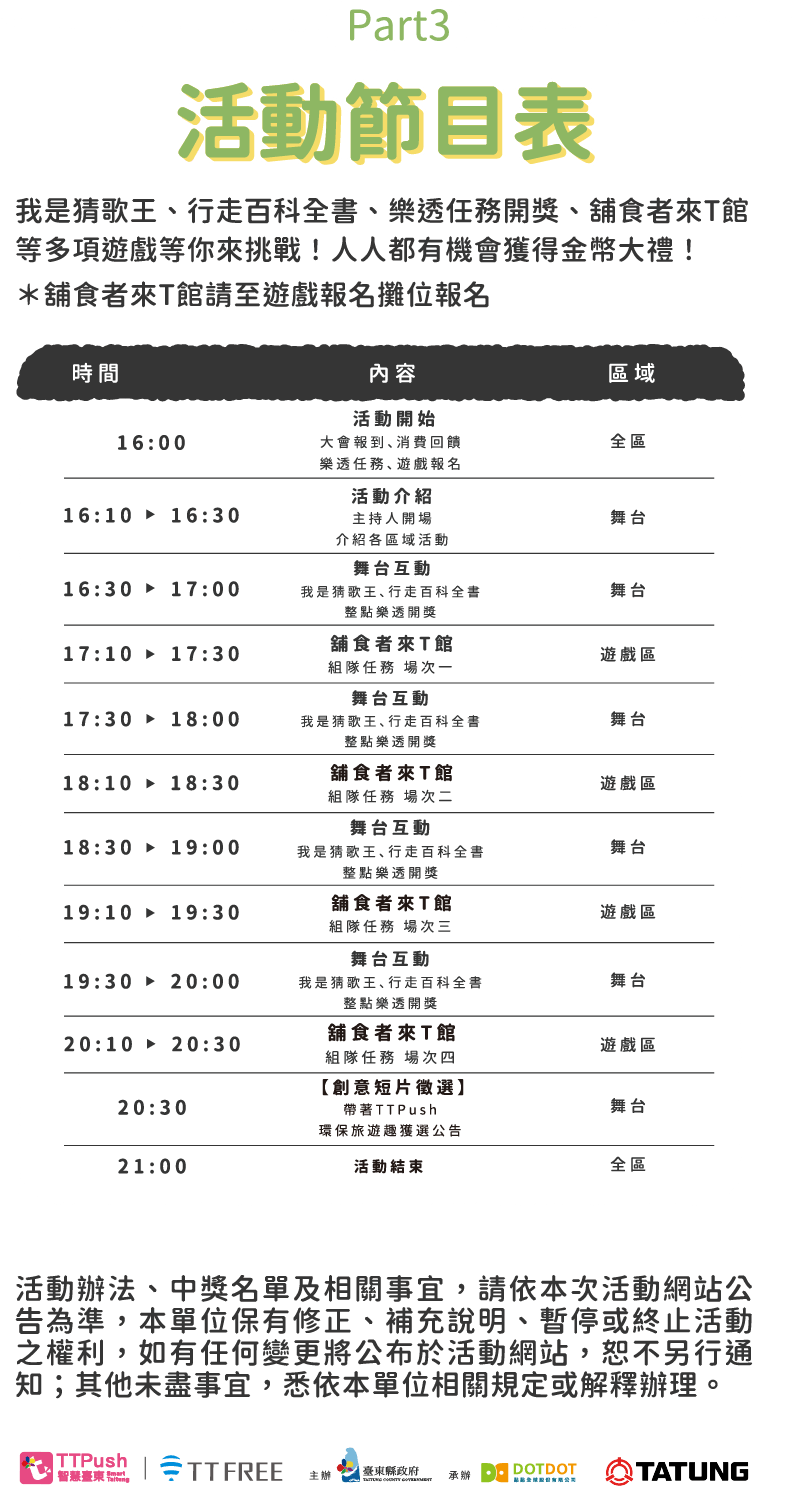 Part3
活動節目表
我是猜歌王、行走百科全書、樂透任務開獎、舖食者來T館
等多項遊戲等你來挑戰！人人都有機會獲得金幣大禮！
＊舖食者來T館請至遊戲報名攤位報名
時間 內容 區域
活動開始
16:00 大會報到、消費回饋 全區
樂透任務、遊戲報名
活動介紹
16:10 ▶ 16:30 主持人開場 舞台
介紹各區域活動
舞台互動
16:30 ▶ 17:00 我是猜歌王、行走百科全書 舞台
整點樂透開獎
舖食者來T館
17:10 ▶ 17:30 遊戲區
組隊任務 場次一
舞台互動
17:30 ▶ 18:00 我是猜歌王、行走百科全書 舞台
整點樂透開獎
舖食者來T館
18:10 ▶ 18:30 遊戲區
組隊任務 場次二
舞台互動
18:30 ▶ 19:00 我是猜歌王、行走百科全書 舞台
整點樂透開獎
舖食者來T館
19:10 ▶ 19:30 遊戲區
組隊任務 場次三
舞台互動
19:30 ▶ 20:00 我是猜歌王、行走百科全書 舞台
整點樂透開獎
舖食者來T館
20:10 ▶ 20:30 遊戲區
組隊任務 場次四
【創意短片徵選】
20:30 帶著TTPush 舞台
環保旅遊趣獲選公告
21:00 活動結束 全區
活動辦法、中獎名單及相關事宜，請依本次活動網站公
告為準，本單位保有修正、補充說明、暫停或終止活動
之權利，如有任何變更將公布於活動網站，恕不另行通
知；其他未盡事宜，悉依本單位相關規定或解釋辦理。
TTPush
智慧臺東 Smart Taitung
TTFREE
主辦 臺東縣政府
TAITUNG COUNTY GOVERNMENT
承辦 DOTDOT
點點全球股份有限公司
TATUNG